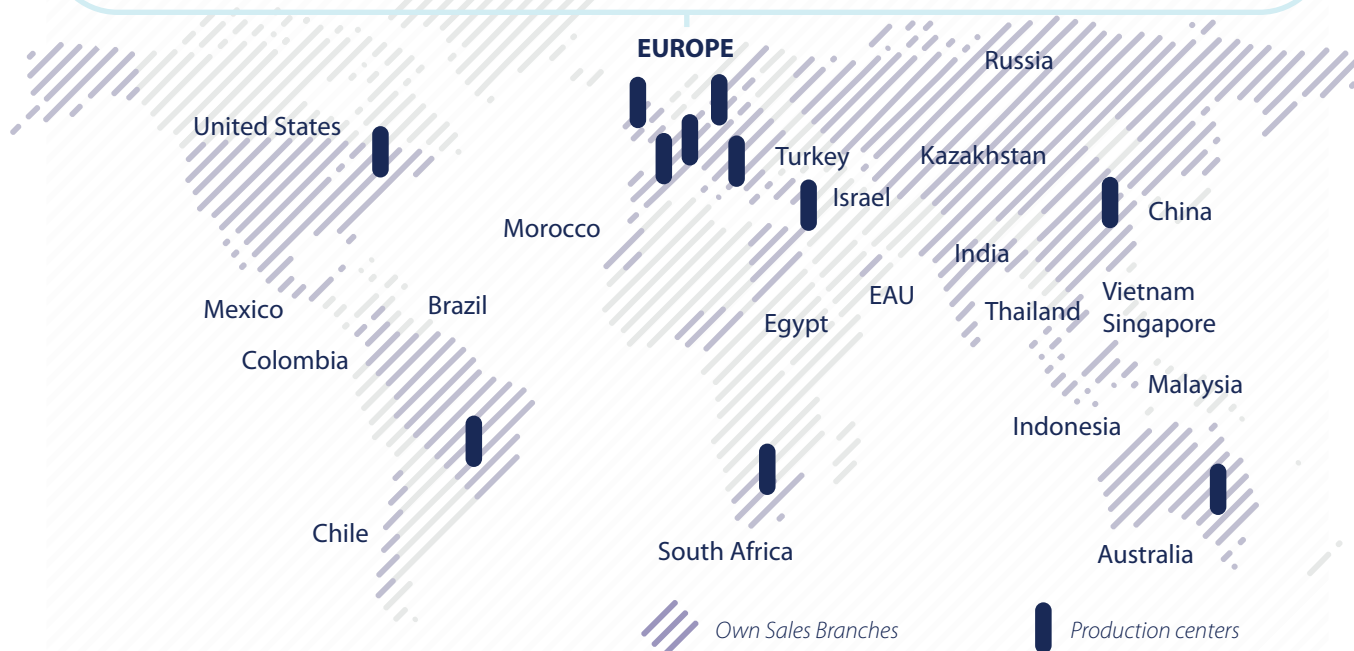 EUROPE
Russia
United States
Turkey
Kazakhstan
Israel
China
Morocco
India
EAU
Vietnam
Mexico
Brazil
Thailand
Singapore
Egypt
Colombia
Malaysia
Indonesia
Chile
South Africa
Australia
Own Sales Branches
Production centers